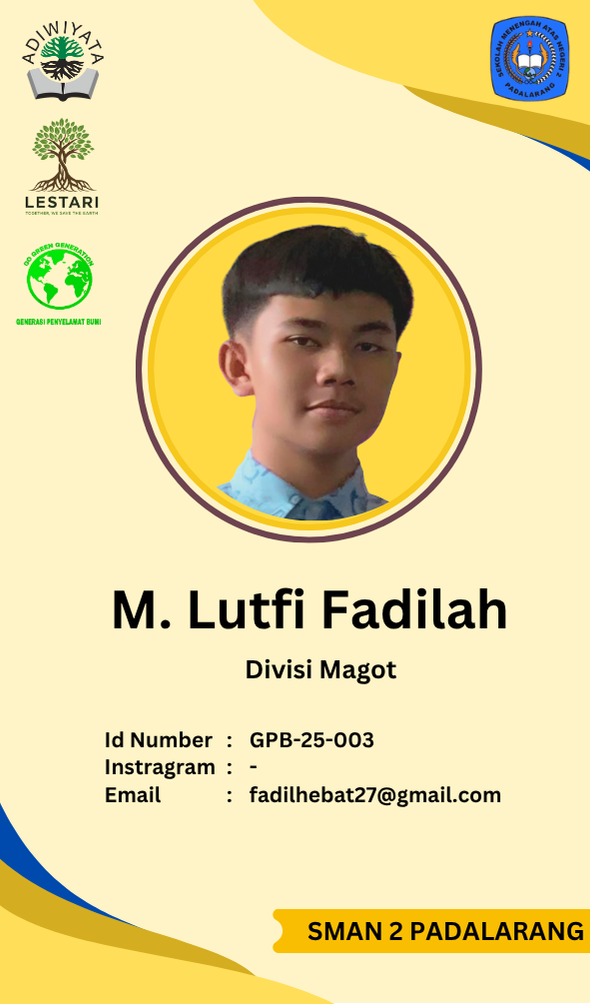 ADIWIYATA
SEKOLAH MENENGAH ATAS NEGERI 2
PADALARANG
LESTARI
TOGETHER, WE SAVE THE EARTH
GO GREEN GENERATION
GENERASI PENYELAMAT BUMI
M. Lutfi Fadilah
Divisi Magot
Id Number : GPB-25-003
Instragram : -
Email : fadilhebat27@gmail.com
SMAN 2 PADALARANG